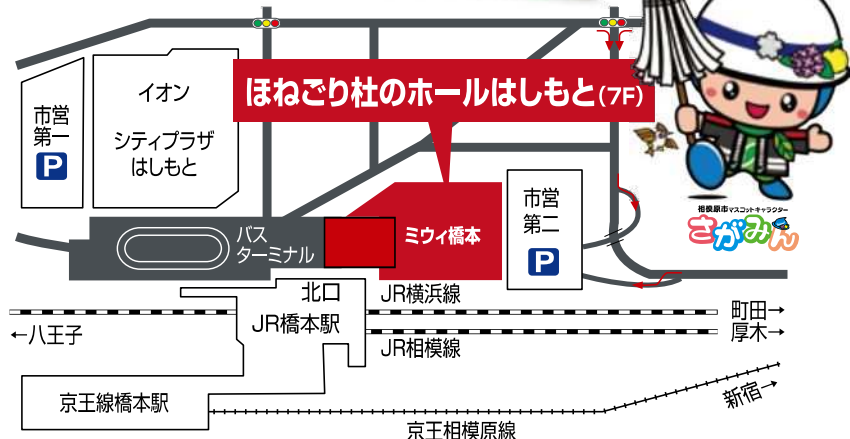 ほねごり杜のホールはしもと(7F)
市営
第一
P
イオン
シティプラザ
はしもと
バス
ターミナル
ミウィ橋本
市営
第二
P
相模原市マスコットキャラクター
さがみん
北口
JR橋本駅
JR横浜線
JR相模線
町田→
厚木→
←八王子
京王線橋本駅
京王相模原線
新宿→